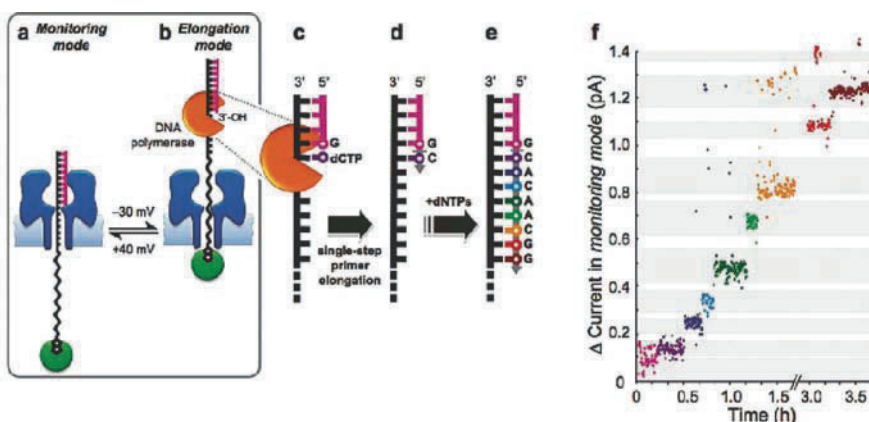 a Monitoring mode
b Elongation mode
c
d
e
f
3' 5'
3' 5'
3' 5'
3'-OH
DNA polymerase
G
dCTP
G
C
G
C
A
C
A
A
C
G
G
–30 mV
+40 mV
single-step
primer
elongation
+dNTPs
Δ Current in monitoring mode (pA)
1.4
1.2
1.0
0.8
0.6
0.4
0.2
0
0 0.5 1.0 1.5 3.0 3.5
Time (h)